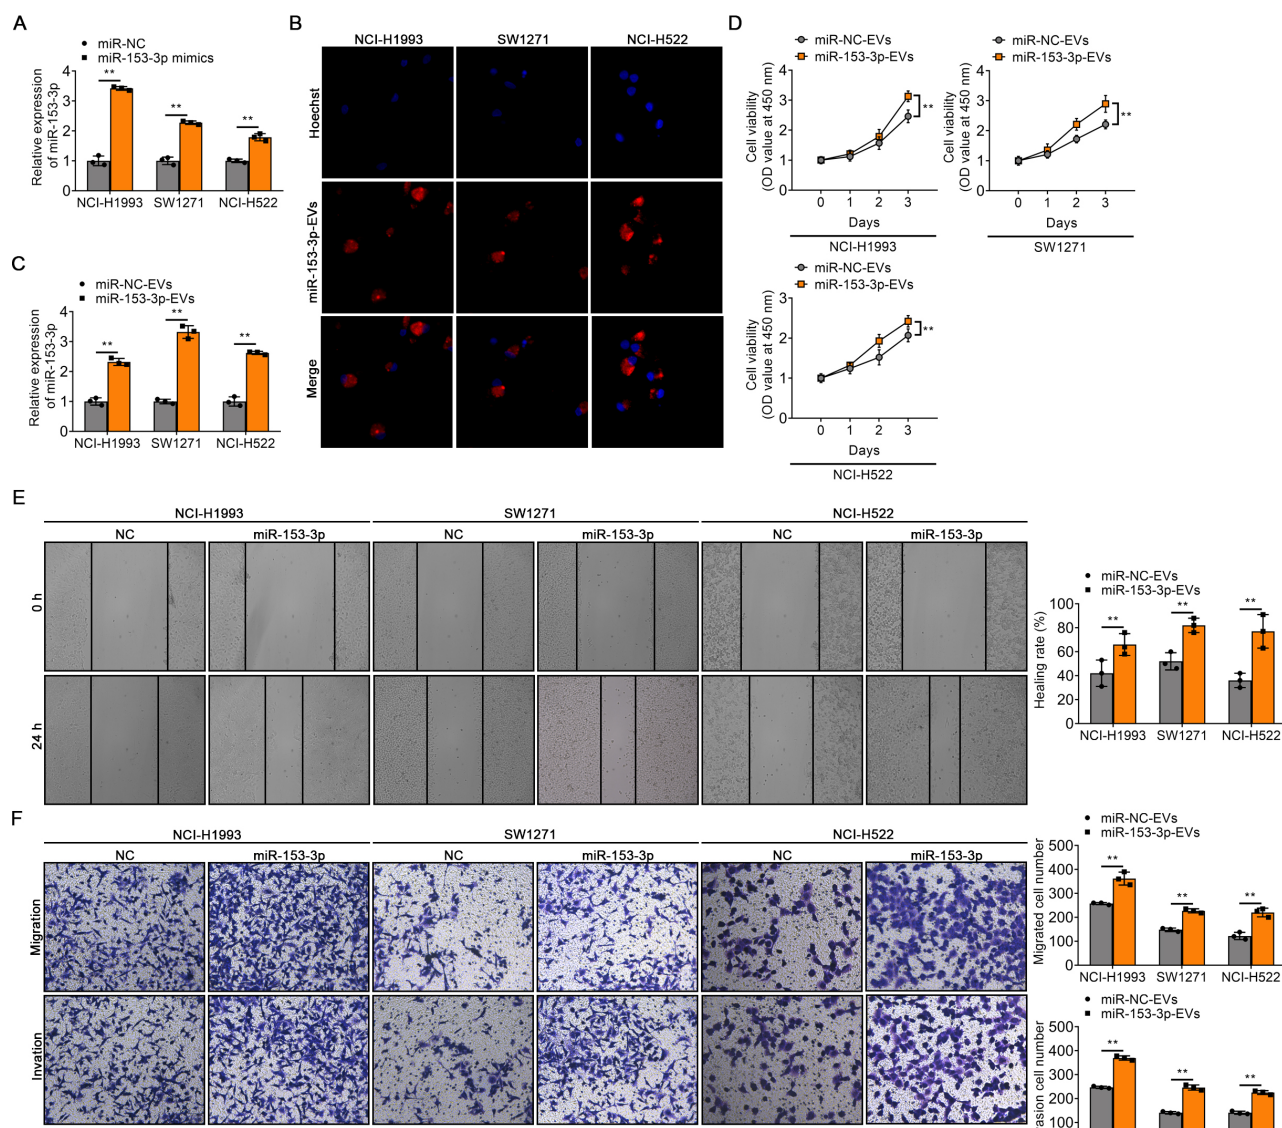 A
miR-NC
miR-153-3p mimics
Relative expression
of miR-153-3p
4
3
2
1
0
**
**
**
NCI-H1993
SW1271
NCI-H522
B
NCI-H1993
SW1271
NCI-H522
Hoechst
miR-153-3p-EVs
Merge
C
miR-NC-EVs
miR-153-3p-EVs
Relative expression
of miR-153-3p
4
3
2
1
0
**
**
**
NCI-H1993
SW1271
NCI-H522
D
miR-NC-EVs
miR-153-3p-EVs
Cell viability
(OD value at 450 nm)
4
3
2
1
0
**
0 1 2 3
Days
NCI-H1993
miR-NC-EVs
miR-153-3p-EVs
Cell viability
(OD value at 450 nm)
4
3
2
1
0
**
0 1 2 3
Days
SW1271
miR-NC-EVs
miR-153-3p-EVs
Cell viability
(OD value at 450 nm)
3
2
1
0
**
0 1 2 3
Days
NCI-H522
E
NCI-H1993
SW1271
NCI-H522
NC
miR-153-3p
NC
miR-153-3p
NC
miR-153-3p
0 h
24 h
miR-NC-EVs
miR-153-3p-EVs
Healing rate (%)
100
80
60
40
20
0
**
**
**
NCI-H1993
SW1271
NCI-H522
F
NCI-H1993
SW1271
NCI-H522
NC
miR-153-3p
NC
miR-153-3p
NC
miR-153-3p
Migration
Invation
miR-NC-EVs
miR-153-3p-EVs
Migrated cell number
500
400
300
200
100
0
**
**
**
NCI-H1993
SW1271
NCI-H522
miR-NC-EVs
miR-153-3p-EVs
asion cell number
500
400
300
200
100
**
**
**